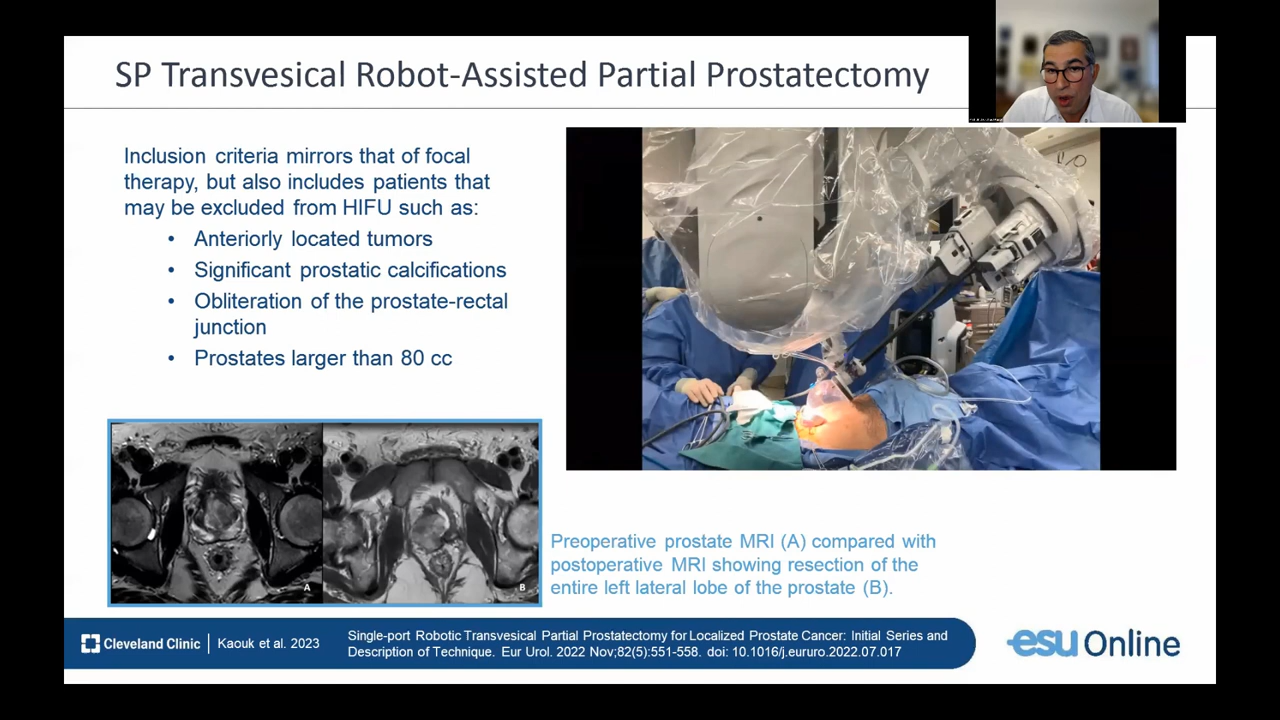 SP Transvesical Robot-Assisted Partial Prostatectomy
Inclusion criteria mirrors that of focal
therapy, but also includes patients that
may be excluded from HIFU such as:
• Anteriorly located tumors
• Significant prostatic calcifications
• Obliteration of the prostate-rectal
junction
• Prostates larger than 80 cc
A
B
Preoperative prostate MRI (A) compared with
postoperative MRI showing resection of the
entire left lateral lobe of the prostate (B).
Cleveland Clinic
Kaouk et al. 2023
Single-port Robotic Transvesical Partial Prostatectomy for Localized Prostate Cancer: Initial Series and
Description of Technique. Eur Urol. 2022 Nov;82(5):551-558. doi: 10.1016/j.eururo.2022.07.017
esu Online